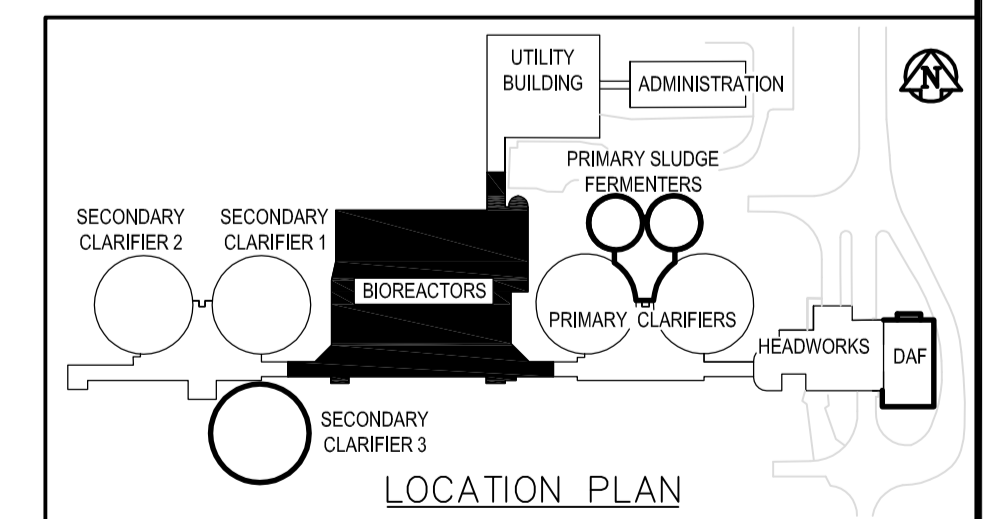 UTILITY
BUILDING
ADMINISTRATION
N
PRIMARY SLUDGE
FERMENTERS
SECONDARY
CLARIFIER 2
SECONDARY
CLARIFIER 1
BIOREACTORS
PRIMARY CLARIFIERS
HEADWORKS
DAF
SECONDARY
CLARIFIER 3
LOCATION PLAN